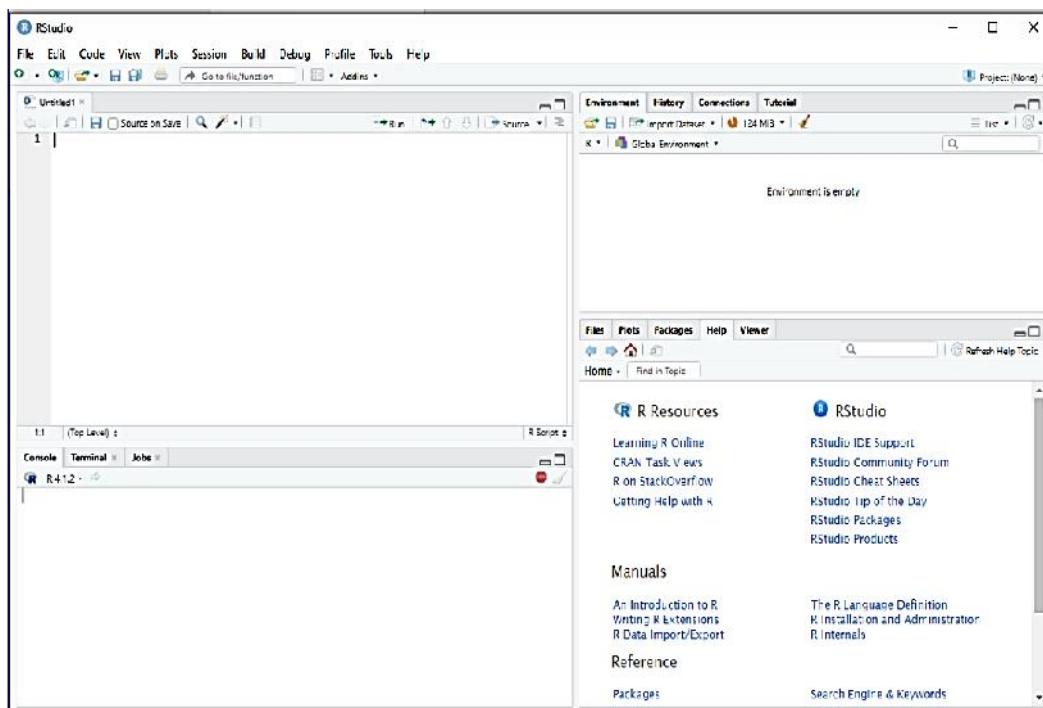 RStudio
File Edit Code View Plots Session Build Debug Profile Tools Help
Go to file/function Addins
Project: (None)
Untitled1
Source on Save Run Source
1
1:1 (Top Level) R Script
Console Terminal Jobs
R 4.1.2
Environment History Connections Tutorial
Import Dataset 124 MiB List
R Global Environment
Environment is empty
Files Plots Packages Help Viewer
Refresh Help Topic
Home Find in Topic
R Resources
Learning R Online
CRAN Task Views
R on StackOverflow
Getting Help with R
RStudio
RStudio IDE Support
RStudio Community Forum
RStudio Cheat Sheets
RStudio Tip of the Day
RStudio Packages
RStudio Products
Manuals
An Introduction to R
Writing R Extensions
R Data Import/Export
The R Language Definition
R Installation and Administration
R Internals
Reference
Packages
Search Engine & Keywords